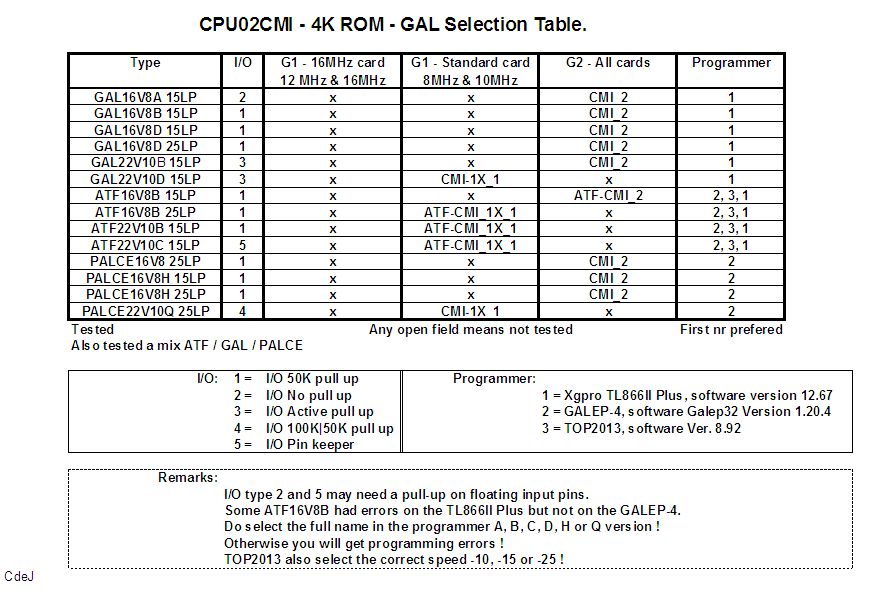 CPU02CMI - 4K ROM - GAL Selection Table.
Type I/O G1 - 16MHz card G1 - Standard card G2 - All cards Programmer
12 MHz & 16MHz 8MHz & 10MHz
GAL16V8A 15LP 2 x x CMI_2 1
GAL16V8B 15LP 1 x x CMI_2 1
GAL16V8D 15LP 1 x x CMI_2 1
GAL16V8D 25LP 1 x x CMI_2 1
GAL22V10B 15LP 3 x x CMI_2 1
GAL22V10D 15LP 3 x CMI-1X_1 x 1
ATF16V8B 15LP 1 x x ATF-CMI_2 2, 3, 1
ATF16V8B 25LP 1 x ATF-CMI_1X_1 x 2, 3, 1
ATF22V10B 15LP 1 x ATF-CMI_1X_1 x 2, 3, 1
ATF22V10C 15LP 5 x ATF-CMI_1X_1 x 2, 3, 1
PALCE16V8 25LP 1 x x CMI_2 2
PALCE16V8H 15LP 1 x x CMI_2 2
PALCE16V8H 25LP 1 x x CMI_2 2
PALCE22V10Q 25LP 4 x CMI-1X_1 x 2
Tested Any open field means not tested First nr prefered
Also tested a mix ATF / GAL / PALCE
I/O: 1 = I/O 50K pull up Programmer:
2 = I/O No pull up 1 = Xgpro TL866II Plus, software version 12.67
3 = I/O Active pull up 2 = GALEP-4, software Galep32 Version 1.20.4
4 = I/O 100K|50K pull up 3 = TOP2013, software Ver. 8.92
5 = I/O Pin keeper
Remarks:
I/O type 2 and 5 may need a pull-up on floating input pins.
Some ATF16V8B had errors on the TL866II Plus but not on the GALEP-4.
Do select the full name in the programmer A, B, C, D, H or Q version !
Otherwise you will get programming errors !
TOP2013 also select the correct speed -10, -15 or -25 !
CdeJ